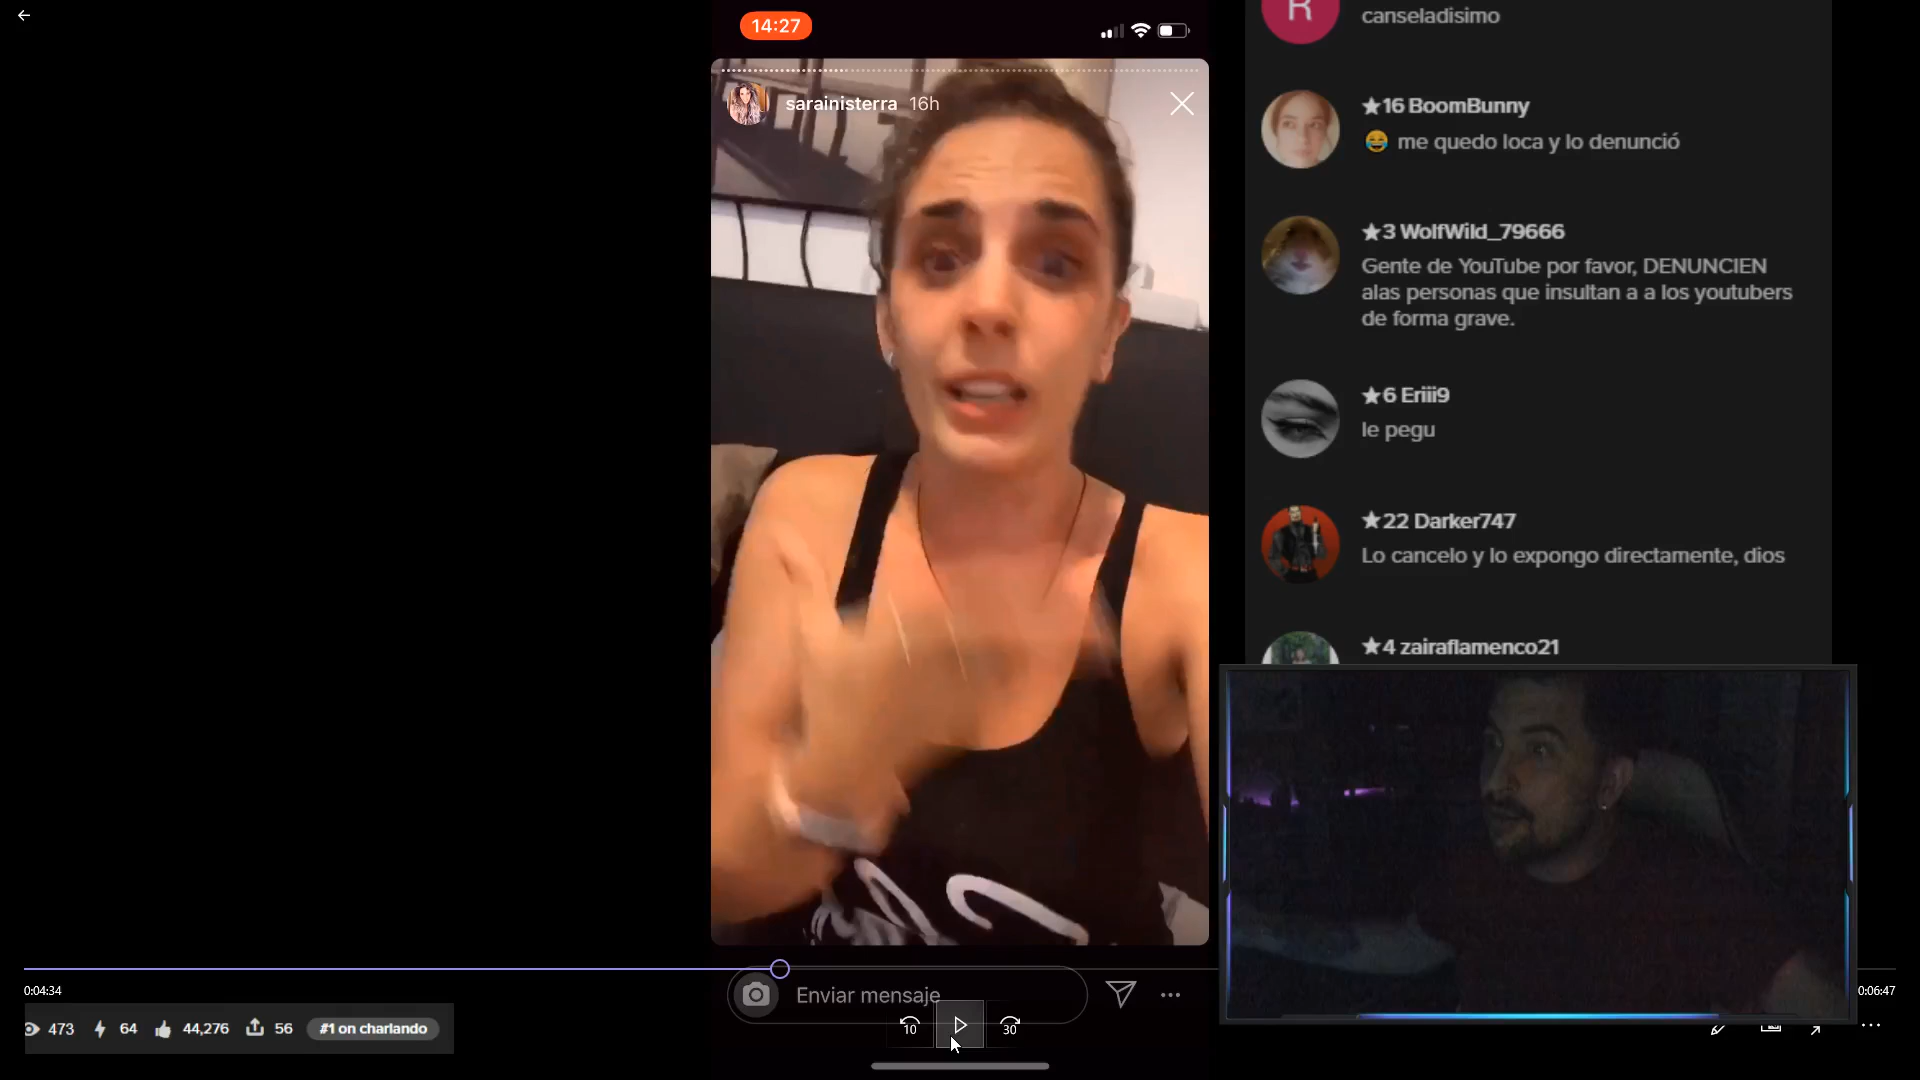 14:27
sarainisterra 16h
R
canseladisimo
★16 BoomBunny
😂 me quedo loca y lo denunció
★3 WolfWild_79666
Gente de YouTube por favor, DENUNCIEN
alas personas que insultan a a los youtubers
de forma grave.
★6 Eriii9
le pegu
★22 Darker747
Lo cancelo y lo expongo directamente, dios
★4 zairaflamenco21
0:04:34
0:06:47
Enviar mensaje
473 64 44,276 56 #1 on charlando
10 30